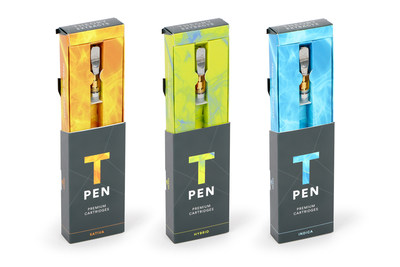 T
PEN
PREMIUM
CARTRIDGES
SATIVA
T
PEN
PREMIUM
CARTRIDGES
HYBRID
T
PEN
PREMIUM
CARTRIDGES
INDICA